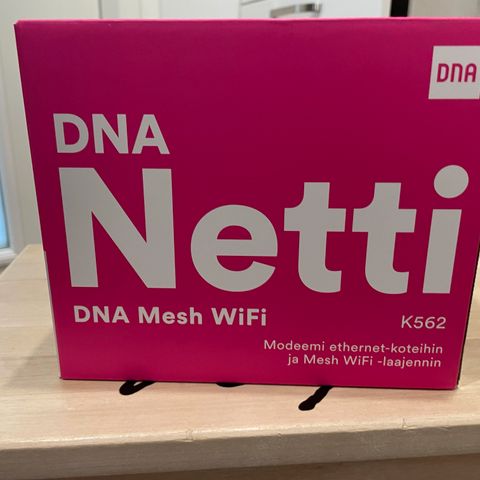 DNA
DNA
Netti
DNA Mesh WiFi
K562
Modeemi ethernet-koteihin
ja Mesh WiFi -laajennin